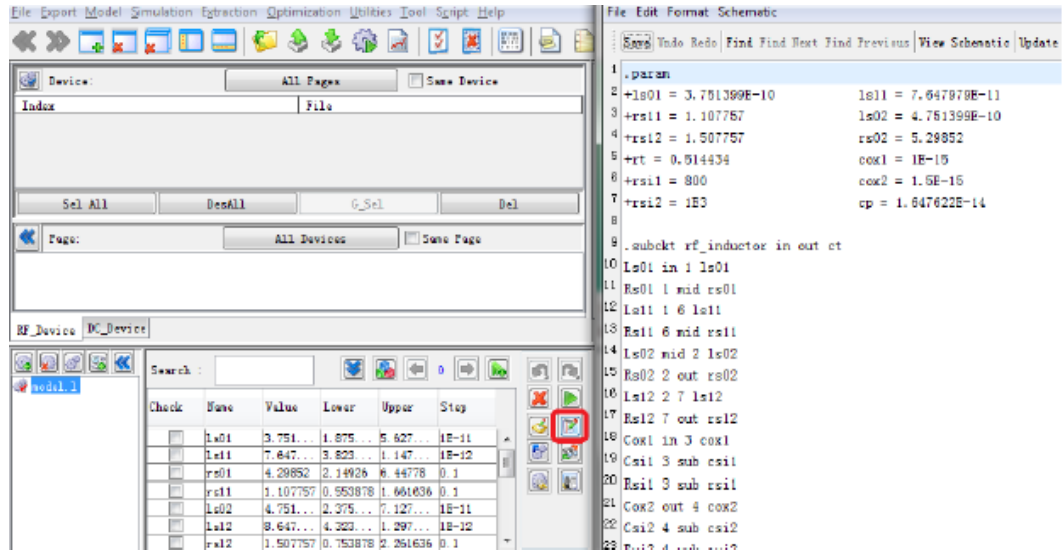 File Export Model Simulation Extraction Optimization Utilities Tool Script Help
Device: All Pages Same Device
Index File
Sel All DesAll G_Sel Del
Page: All Devices Same Page
RF_Device DC_Device
model.1
Search : 0
Check Name Value Lower Upper Step
ls01 3.751... 1.875... 5.627... 1E-11
ls11 7.647... 3.823... 1.147... 1E-12
rs01 4.29852 2.14926 6.44778 0.1
rs11 1.107757 0.553878 1.661636 0.1
ls02 4.751... 2.375... 7.127... 1E-11
ls12 8.647... 4.323... 1.297... 1E-12
rs12 1.507757 0.753878 2.261636 0.1
File Edit Format Schematic
Save Undo Redo Find Find Next Find Previous View Schematic Update
1 .param
2 +ls01 = 3.751399E-10 ls11 = 7.647979E-11
3 +rs11 = 1.107757 ls02 = 4.751399E-10
4 +rs12 = 1.507757 rs02 = 5.29852
5 +rt = 0.514434 cox1 = 1E-15
6 +rsi1 = 800 cox2 = 1.5E-15
7 +rsi2 = 1E3 cp = 1.647622E-14
8
9 .subckt rf_inductor in out ct
10 Ls01 in 1 ls01
11 Rs01 1 mid rs01
12 Ls11 1 6 ls11
13 Rs11 6 mid rs11
14 Ls02 mid 2 ls02
15 Rs02 2 out rs02
16 Ls12 2 7 ls12
17 Rs12 7 out rs12
18 Cox1 in 3 cox1
19 Csi1 3 sub csi1
20 Rsi1 3 sub rsi1
21 Cox2 out 4 cox2
22 Csi2 4 sub csi2
23 Rsi2 4 sub rsi2